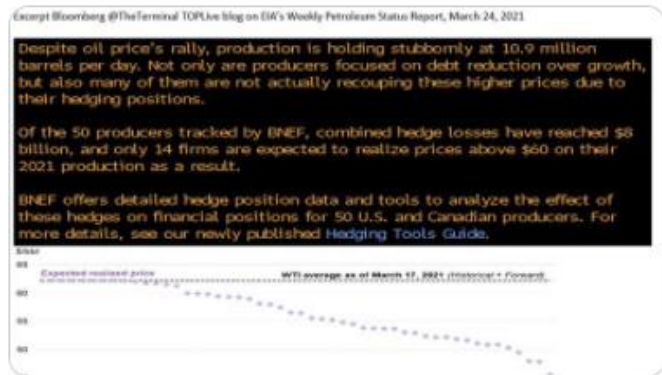 Excerpt Bloomberg @TheTerminal TOPLive blog on EIA's Weekly Petroleum Status Report, March 24, 2021
Despite oil price's rally, production is holding stubbornly at 10.9 million
barrels per day. Not only are producers focused on debt reduction over growth,
but also many of them are not actually recouping these higher prices due to
their hedging positions.
Of the 50 producers tracked by BNEF, combined hedge losses have reached $8
billion, and only 14 firms are expected to realize prices above $60 on their
2021 production as a result.
BNEF offers detailed hedge position data and tools to analyze the effect of
these hedges on financial positions for 50 U.S. and Canadian producers. For
more details, see our newly published Hedging Tools Guide.
$/bbl
65
Expected realized price WTI average as of March 17, 2021 (Historical + Forward)
60
55
50